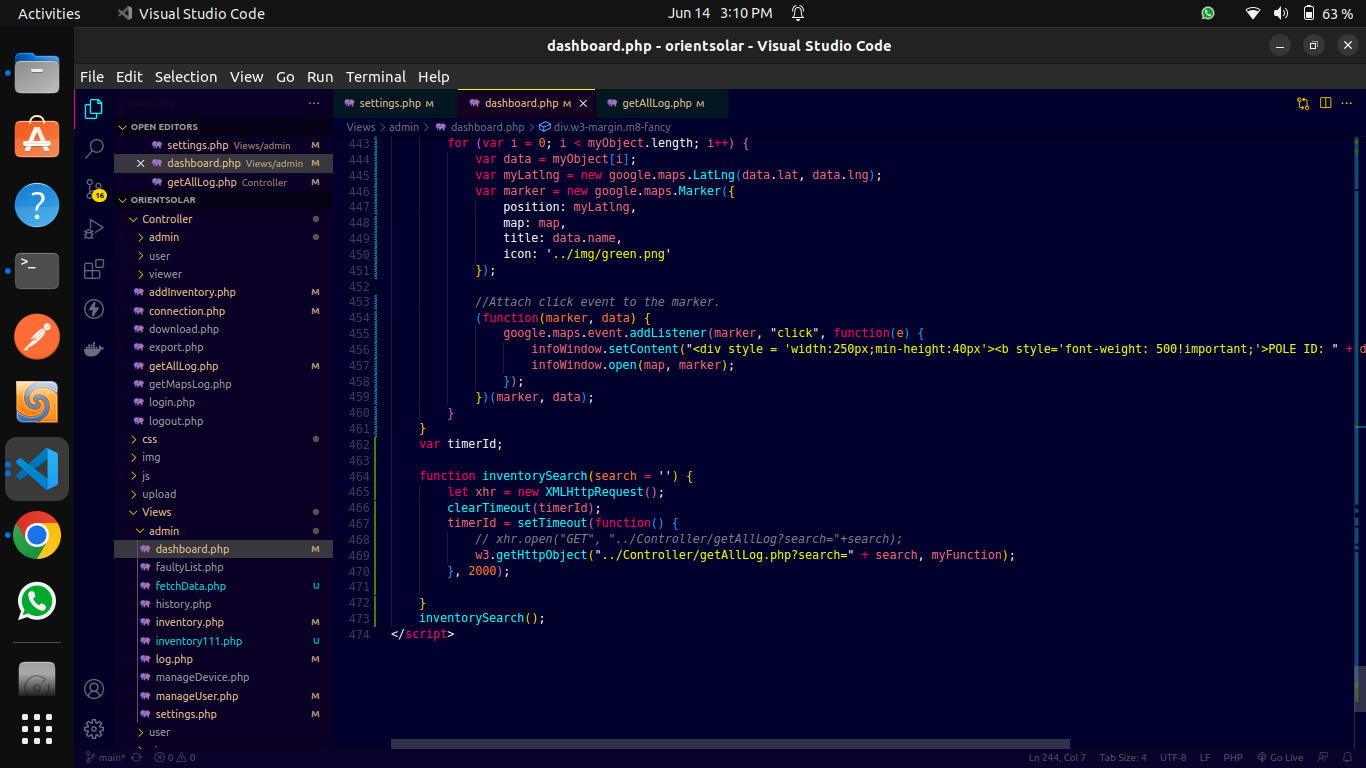 Activities
Visual Studio Code
Jun 14 3:10 PM
63 %
dashboard.php - orientsolar - Visual Studio Code
File Edit Selection View Go Run Terminal Help
EXPLORER
settings.php M
dashboard.php M
getAllLog.php M
OPEN EDITORS
settings.php Views/admin M
dashboard.php Views/admin M
getAllLog.php Controller M
16
ORIENTSOLAR
Controller
admin
user
viewer
addInventory.php M
connection.php M
download.php
export.php
getAllLog.php M
getMapsLog.php
login.php
logout.php
css
img
js
upload
Views
admin
dashboard.php M
faultyList.php
fetchData.php U
history.php
inventory.php M
inventory111.php U
log.php M
manageDevice.php
manageUser.php M
settings.php M
user
Views > admin > dashboard.php > div.w3-margin.m8-fancy
443 for (var i = 0; i < myObject.length; i++) {
444 var data = myObject[i];
445 var myLatlng = new google.maps.LatLng(data.lat, data.lng);
446 var marker = new google.maps.Marker({
447 position: myLatlng,
448 map: map,
449 title: data.name,
450 icon: '../img/green.png'
451 });
452
453 //Attach click event to the marker.
454 (function(marker, data) {
455 google.maps.event.addListener(marker, "click", function(e) {
456 infoWindow.setContent("<div style = 'width:250px;min-height:40px'><b style='font-weight: 500!important;'>POLE ID: " + d
457 infoWindow.open(map, marker);
458 });
459 })(marker, data);
460 }
461 }
462 var timerId;
463
464 function inventorySearch(search = '') {
465 let xhr = new XMLHttpRequest();
466 clearTimeout(timerId);
467 timerId = setTimeout(function() {
468 // xhr.open("GET", "../Controller/getAllLog?search="+search);
469 w3.getHttpObject("../Controller/getAllLog.php?search=" + search, myFunction);
470 }, 2000);
471
472 }
473 inventorySearch();
474 </script>
main* 0 0
Ln 244, Col 7 Tab Size: 4 UTF-8 LF PHP Go Live